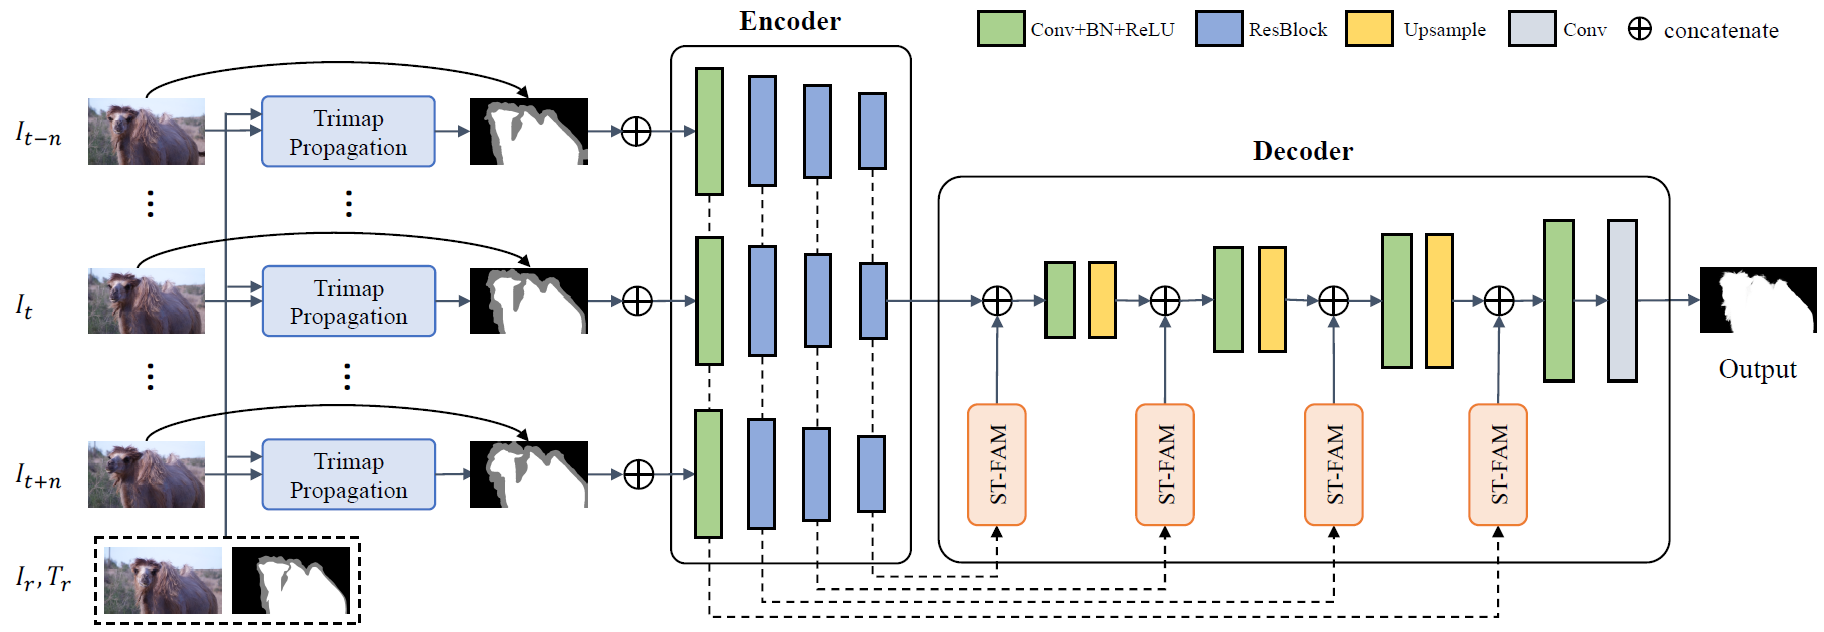 Encoder
Conv+BN+ReLU
ResBlock
Upsample
Conv
concatenate
I_{t-n}
Trimap
Propagation
Decoder
I_t
Trimap
Propagation
Output
I_{t+n}
Trimap
Propagation
ST-FAM
ST-FAM
ST-FAM
ST-FAM
I_r, T_r